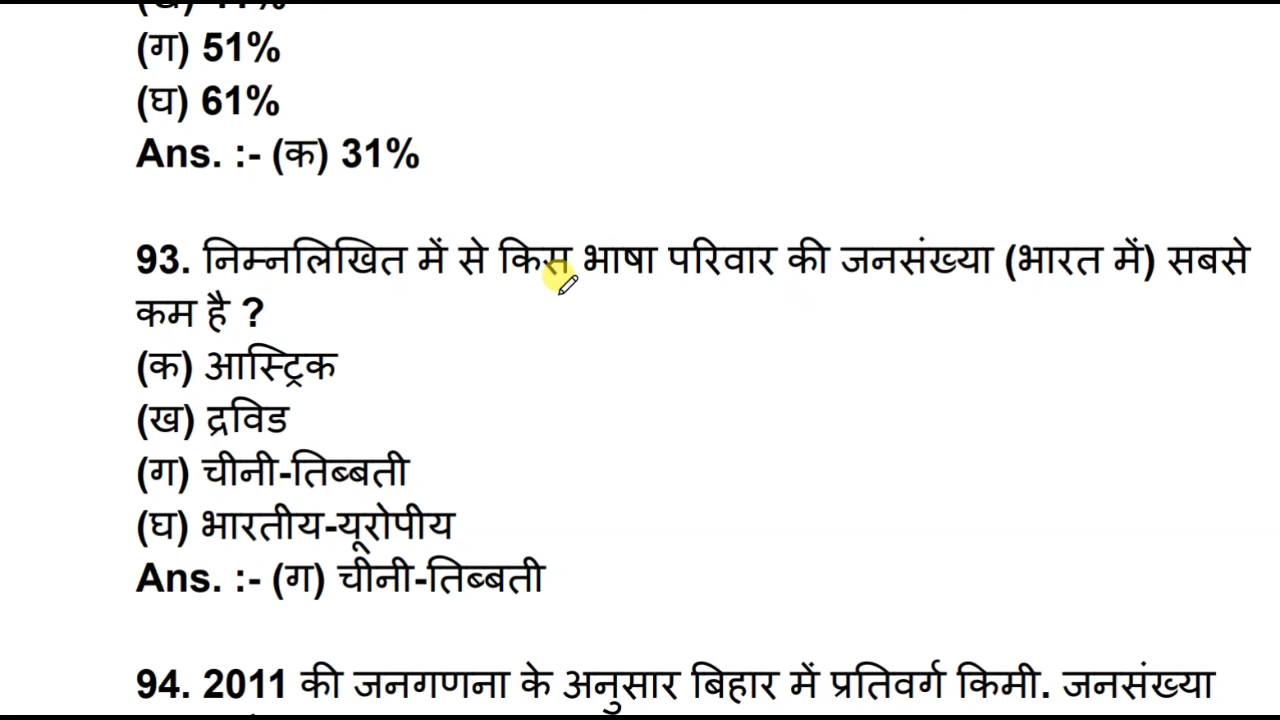 (ग) 51%
(घ) 61%
Ans. :- (क) 31%
93. निम्नलिखित में से किस भाषा परिवार की जनसंख्या (भारत में) सबसे
कम है ?
(क) आस्ट्रिक
(ख) द्रविड
(ग) चीनी-तिब्बती
(घ) भारतीय-यूरोपीय
Ans. :- (ग) चीनी-तिब्बती
94. 2011 की जनगणना के अनुसार बिहार में प्रतिवर्ग किमी. जनसंख्या